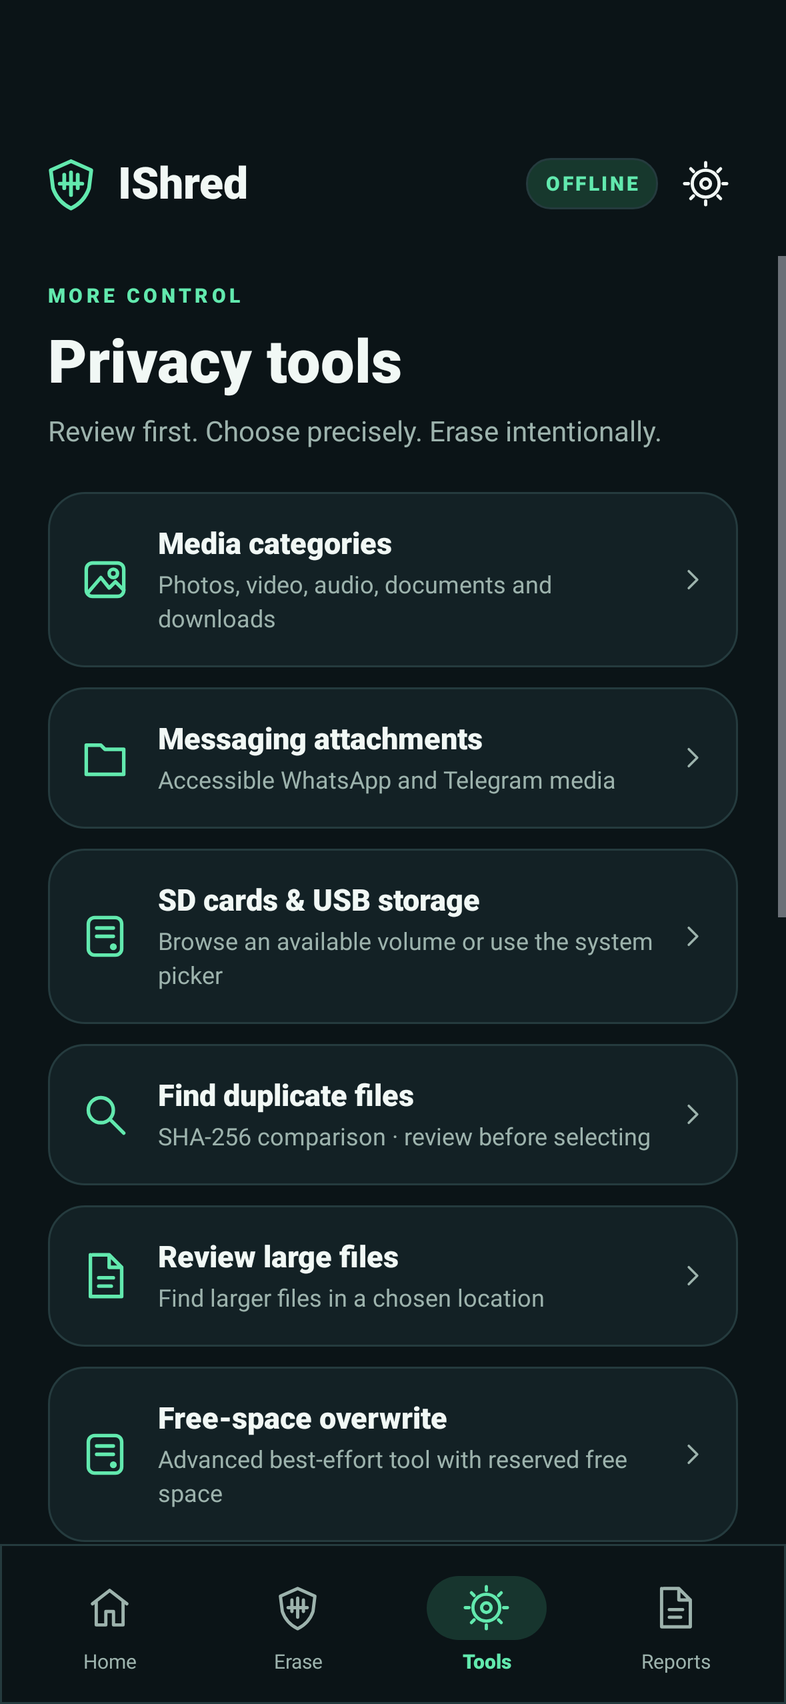 IShred
OFFLINE
MORE CONTROL
Privacy tools
Review first. Choose precisely. Erase intentionally.
Media categories
Photos, video, audio, documents and
downloads
Messaging attachments
Accessible WhatsApp and Telegram media
SD cards & USB storage
Browse an available volume or use the system
picker
Find duplicate files
SHA-256 comparison · review before selecting
Review large files
Find larger files in a chosen location
Free-space overwrite
Advanced best-effort tool with reserved free
space
Home
Erase
Tools
Reports